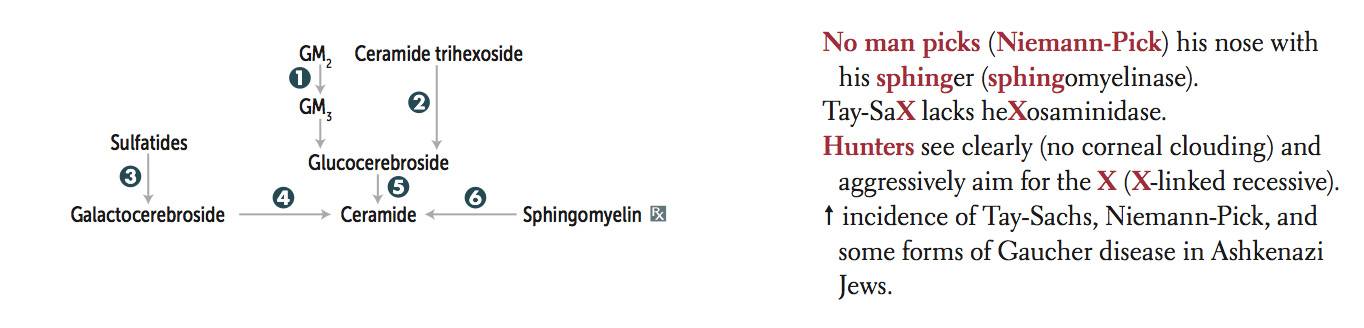 GM2
Ceramide trihexoside
❶
❷
GM3
Sulfatides
❸
Glucocerebroside
❹
❺
❻
Galactocerebroside
Ceramide
Sphingomyelin ℞
No man picks (Niemann-Pick) his nose with
his sphinger (sphingomyelinase).
Tay-SaX lacks heXosaminidase.
Hunters see clearly (no corneal clouding) and
aggressively aim for the X (X-linked recessive).
↑ incidence of Tay-Sachs, Niemann-Pick, and
some forms of Gaucher disease in Ashkenazi
Jews.